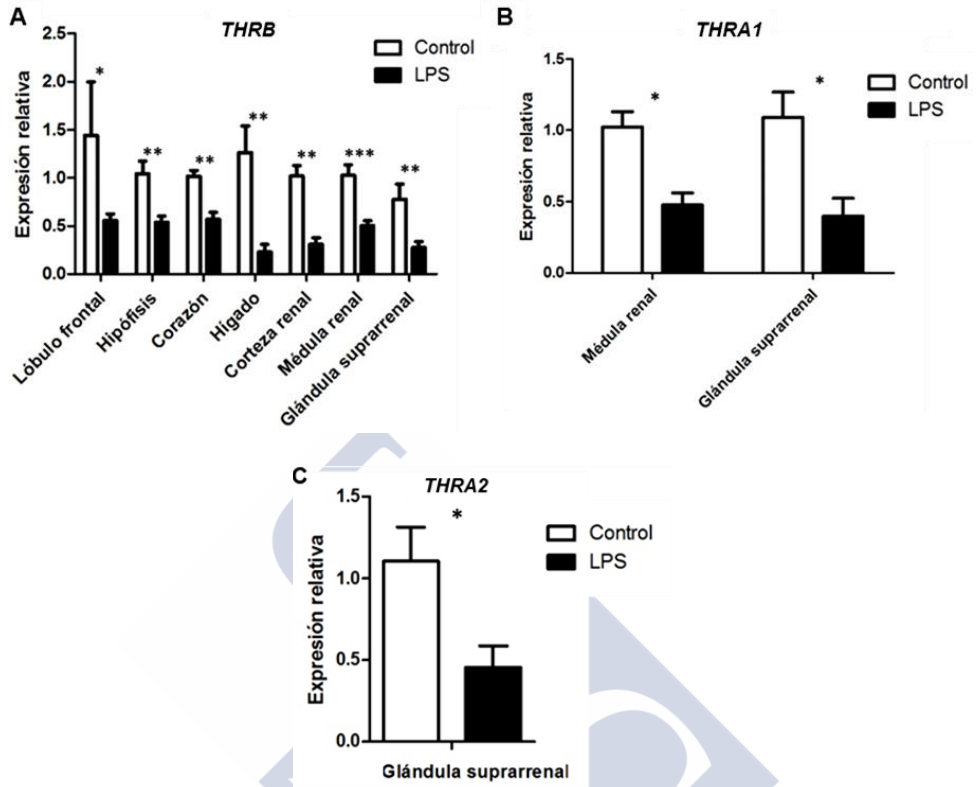 A
THRB
Expresión relativa
2.5
2.0
1.5
1.0
0.5
0.0
Control
LPS
*
**
**
**
**
***
**
Lóbulo frontal
Hipófisis
Corazón
Hígado
Corteza renal
Médula renal
Glándula suprarrenal
B
THRA1
Expresión relativa
1.5
1.0
0.5
0.0
Control
LPS
*
*
Médula renal
Glándula suprarrenal
C
THRA2
Expresión relativa
1.5
1.0
0.5
0.0
*
Control
LPS
Glándula suprarrenal